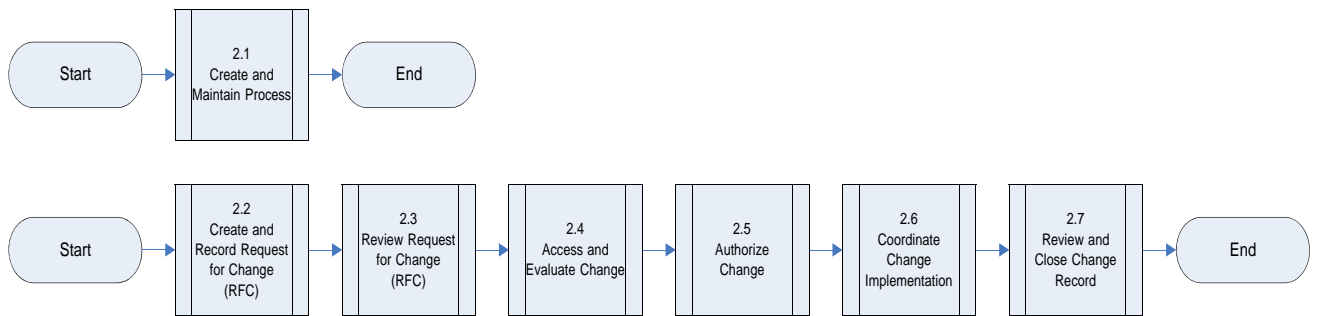 Start
2.1
Create and
Maintain Process
End
Start
2.2
Create and
Record Request
for Change
(RFC)
2.3
Review Request
for Change
(RFC)
2.4
Access and
Evaluate Change
2.5
Authorize
Change
2.6
Coordinate
Change
Implementation
2.7
Review and
Close Change
Record
End